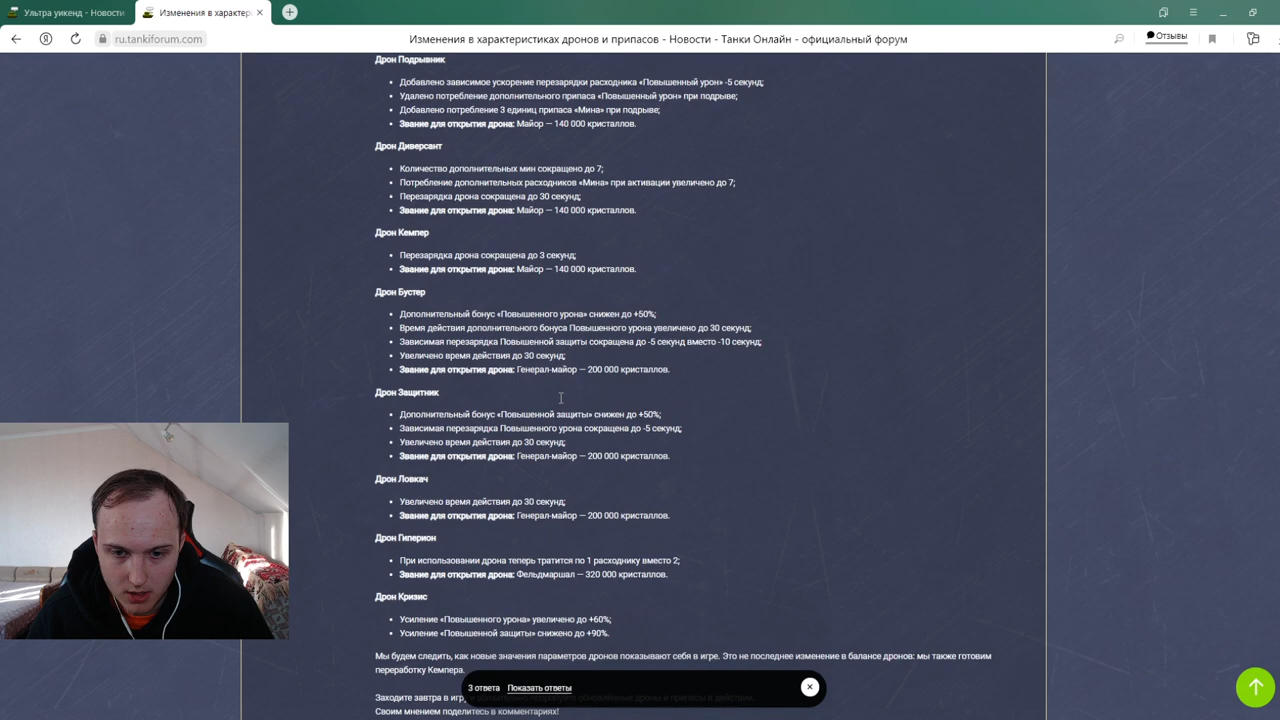 Ультра уикенд - Новости
Изменения в характер
ru.tankiforum.com
Изменения в характеристиках дронов и припасов - Новости - Танки Онлайн - официальный форум
Отзывы
Дрон Подрывник
• Добавлено зависимое ускорение перезарядки расходника «Повышенный урон» -5 секунд;
• Удалено потребление дополнительного припаса «Повышенный урон» при подрыве;
• Добавлено потребление 3 единиц припаса «Мина» при подрыве;
• Звание для открытия дрона: Майор — 140 000 кристаллов.
Дрон Диверсант
• Количество дополнительных мин сокращено до 7;
• Потребление дополнительных расходников «Мина» при активации увеличено до 7;
• Перезарядка дрона сокращена до 30 секунд;
• Звание для открытия дрона: Майор — 140 000 кристаллов.
Дрон Кемпер
• Перезарядка дрона сокращена до 3 секунд;
• Звание для открытия дрона: Майор — 140 000 кристаллов.
Дрон Бустер
• Дополнительный бонус «Повышенного урона» снижен до +50%;
• Время действия дополнительного бонуса Повышенного урона увеличено до 30 секунд;
• Зависимая перезарядка Повышенной защиты сокращена до -5 секунд вместо -10 секунд;
• Увеличено время действия до 30 секунд;
• Звание для открытия дрона: Генерал-майор — 200 000 кристаллов.
Дрон Защитник
• Дополнительный бонус «Повышенной защиты» снижен до +50%;
• Зависимая перезарядка Повышенного урона сокращена до -5 секунд;
• Увеличено время действия до 30 секунд;
• Звание для открытия дрона: Генерал-майор — 200 000 кристаллов.
Дрон Ловкач
• Увеличено время действия до 30 секунд;
• Звание для открытия дрона: Генерал-майор — 200 000 кристаллов.
Дрон Гиперион
• При использовании дрона теперь тратится по 1 расходнику вместо 2;
• Звание для открытия дрона: Фельдмаршал — 320 000 кристаллов.
Дрон Кризис
• Усиление «Повышенного урона» увеличено до +60%;
• Усиление «Повышенной защиты» снижено до +90%.
Мы будем следить, как новые значения параметров дронов показывают себя в игре. Это не последнее изменение в балансе дронов: мы также готовим
переработку Кемпера.
3 ответа Показать ответы
Заходите завтра в игру
Своим мнением поделитесь в комментариях!